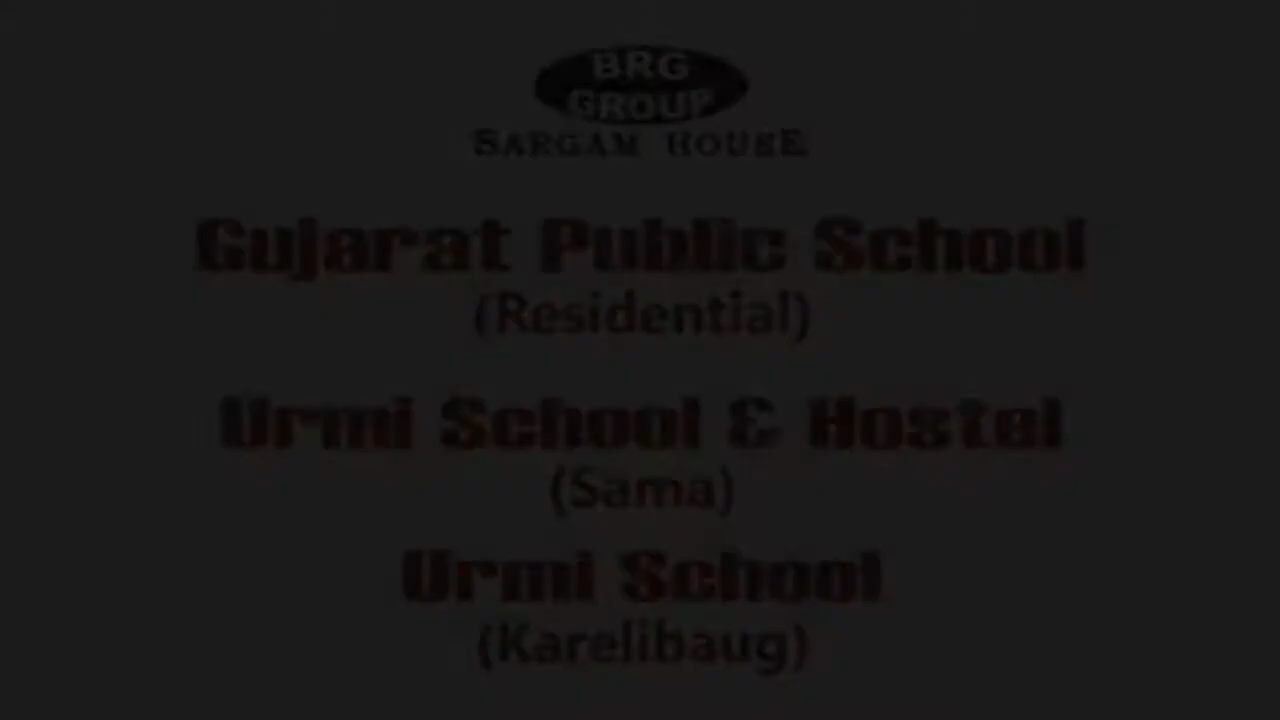 BRG
GROUP
SARGAM HOUSE
Gujarat Public School
(Residential)
Urmi School & Hostel
(Sama)
Urmi School
(Karelibaug)